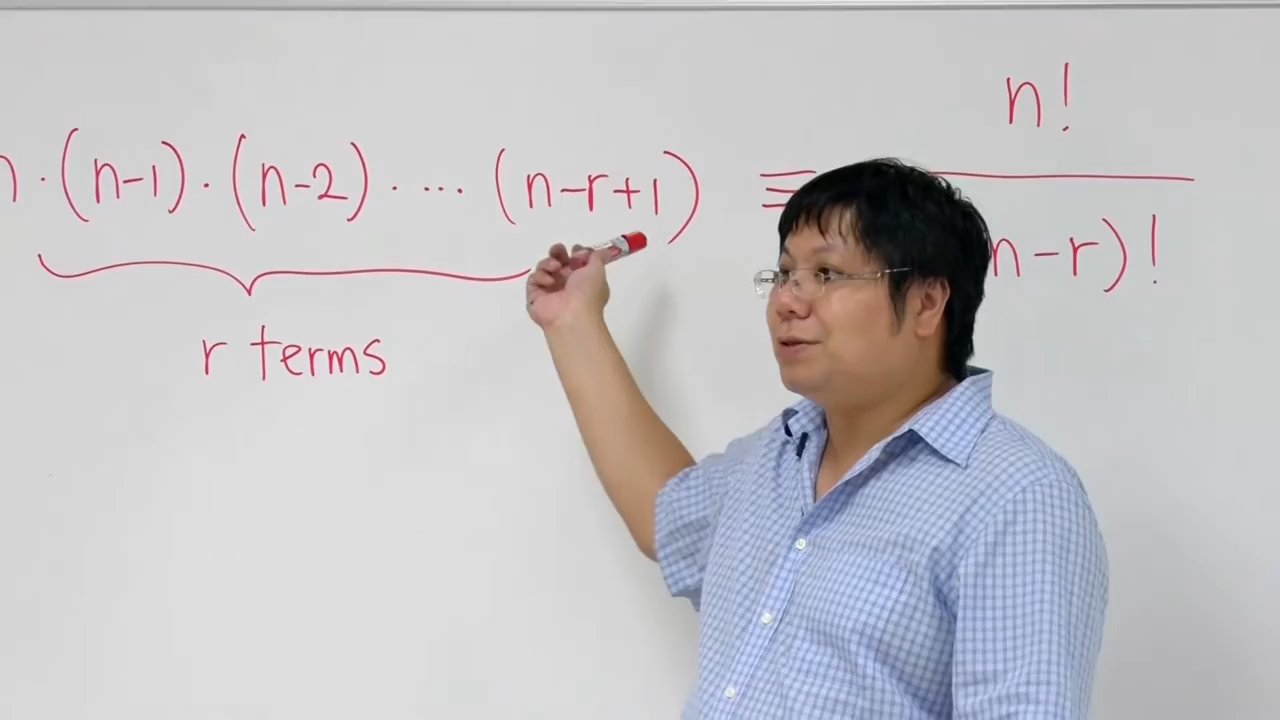 n · (n-1) · (n-2) · ... (n-r+1) ≡ n!
n-r)!
r terms